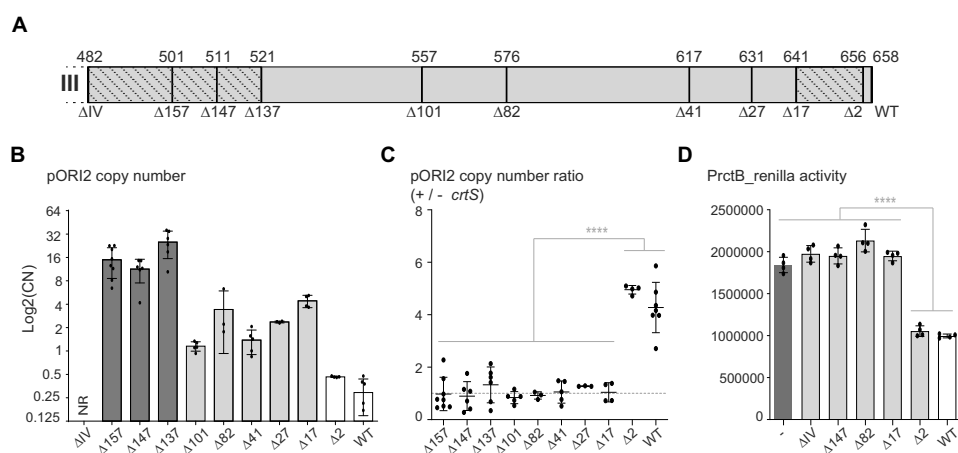 A
482 501 511 521 557 576 617 631 641 656 658
III
ΔIV Δ157 Δ147 Δ137 Δ101 Δ82 Δ41 Δ27 Δ17 Δ2 WT
B
pORI2 copy number
Log2(CN)
64
32
16
8
4
2
1
0.5
0.25
0.125
NR
ΔIV Δ157 Δ147 Δ137 Δ101 Δ82 Δ41 Δ27 Δ17 Δ2 WT
C
pORI2 copy number ratio
(+ / - crtS)
****
8
6
4
2
0
Δ157 Δ147 Δ137 Δ101 Δ82 Δ41 Δ27 Δ17 Δ2 WT
D
PrctB_renilla activity
****
2500000
2000000
1500000
1000000
500000
0
- ΔIV Δ147 Δ82 Δ17 Δ2 WT